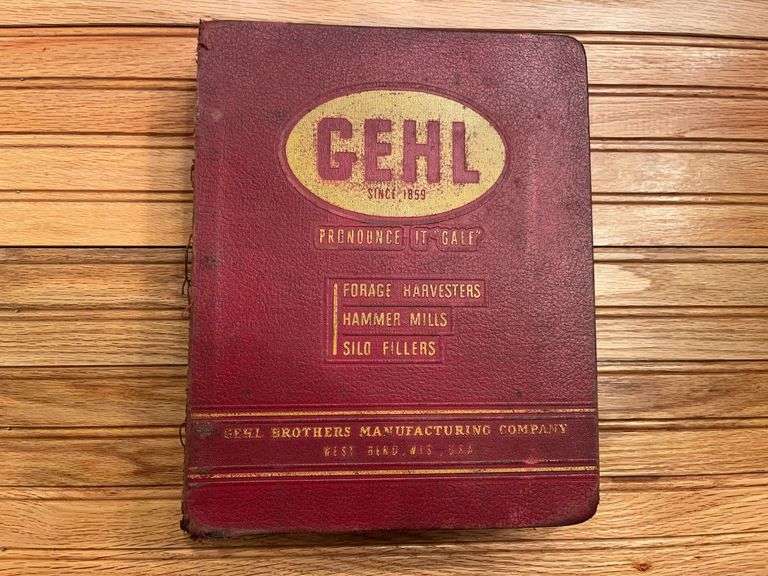 GEHL
SINCE 1859
PRONOUNCE IT "GALE"
FORAGE HARVESTERS
HAMMER MILLS
SILO FILLERS
GEHL BROTHERS MANUFACTURING COMPANY
WEST BEND, WIS., U.S.A.